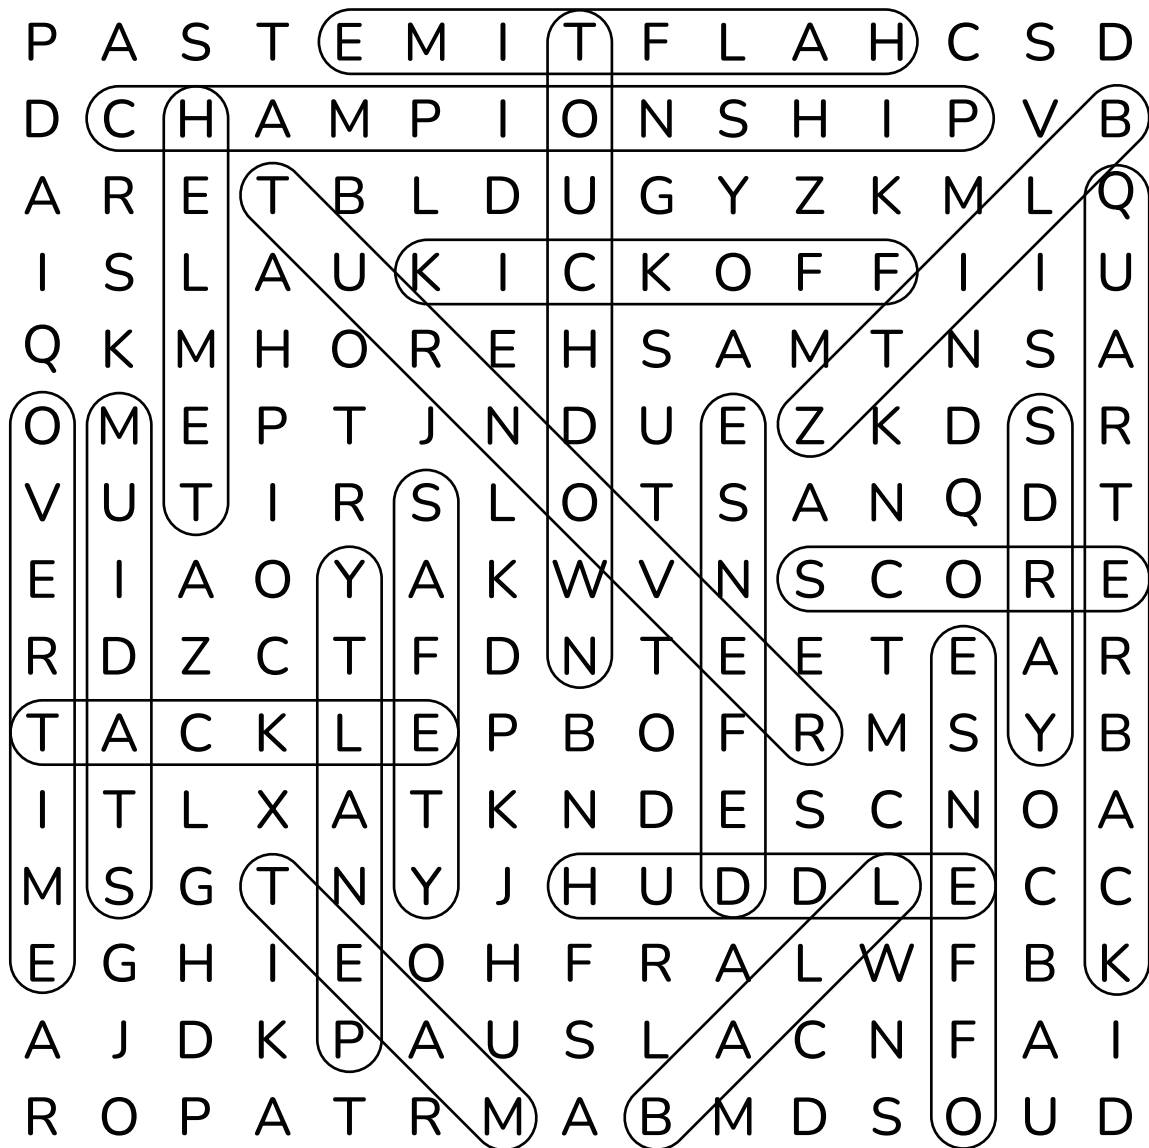 P A S T E M I T F L A H C S D
D C H A M P I O N S H I P V B
A R E T B L D U G Y Z K M L Q
I S L A U K I C K O F F I I U
Q K M H O R E H S A M T N S A
O M E P T J N D U E Z K D S R
V U T I R S L O T S A N Q D T
E I A O Y A K W V N S C O R E
R D Z C T F D N T E E T E A R
T A C K L E P B O F R M S Y B
I T L X A T K N D E S C N O A
M S G T N Y J H U D D L E C C
E G H I E O H F R A L W F B K
A J D K P A U S L A C N F A I
R O P A T R M A B M D S O U D